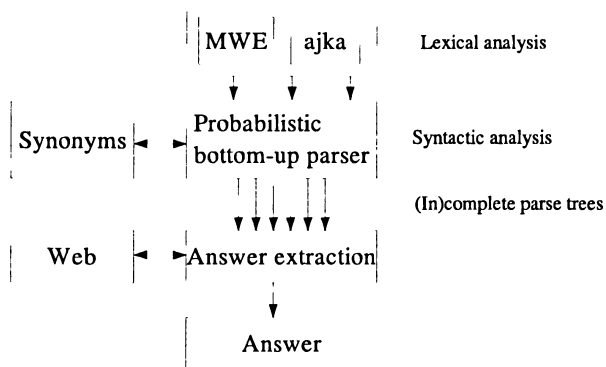 MWE ajka Lexical analysis
Synonyms Probabilistic bottom-up parser Syntactic analysis
(In)complete parse trees
Web Answer extraction
Answer